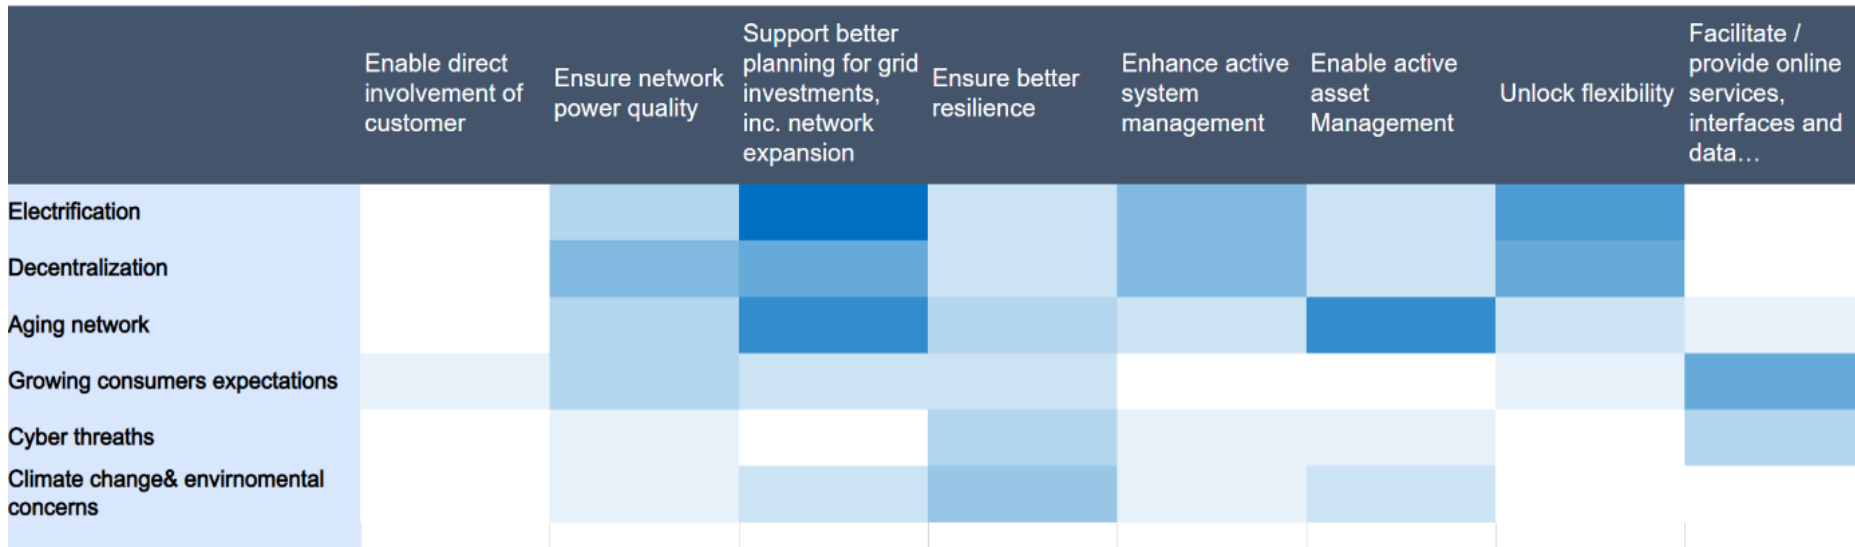 Enable direct
involvement of
customer
Ensure network
power quality
Support better
planning for grid
investments,
inc. network
expansion
Ensure better
resilience
Enhance active
system
management
Enable active
asset
Management
Unlock flexibility
Facilitate /
provide online
services,
interfaces and
data…
Electrification
Decentralization
Aging network
Growing consumers expectations
Cyber threaths
Climate change& envirnomental
concerns